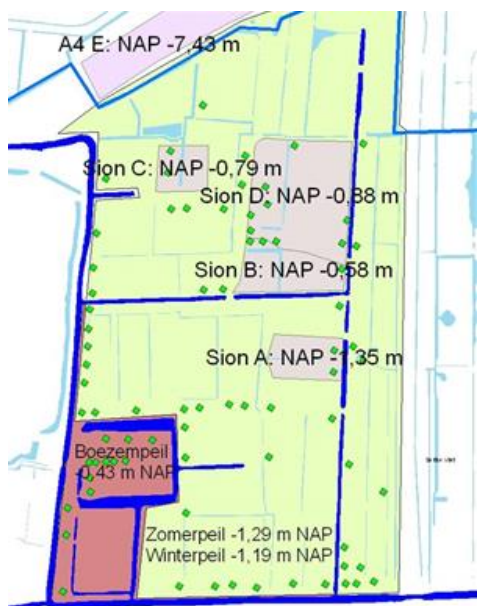 A4 E: NAP -7,43 m
Sion C: NAP -0,79 m
Sion D: NAP -0,88 m
Sion B: NAP -0,58 m
Sion A: NAP -1,35 m
Boezempeil
-0,43 m NAP
Zomerpeil -1,29 m NAP
Winterpeil -1,19 m NAP